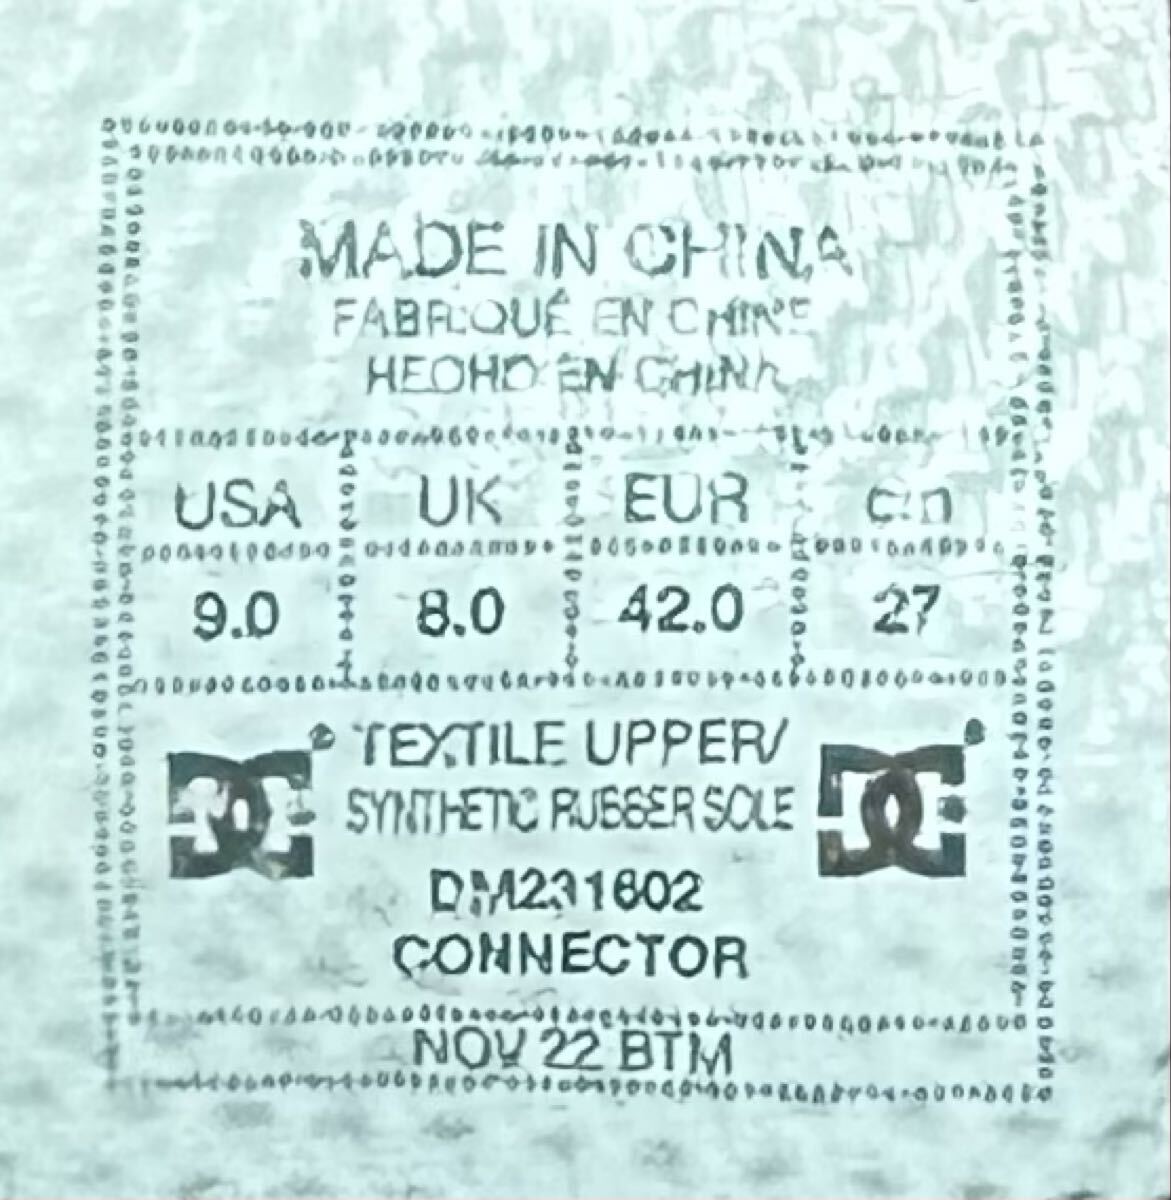 MADE IN CHINA
FABRIQUÉ EN CHINE
HECHO EN CHINA
USA UK EUR cm
9.0 8.0 42.0 27
TEXTILE UPPER/
SYNTHETIC RUBBER SOLE
DM231602
CONNECTOR
NOV 22 BTM